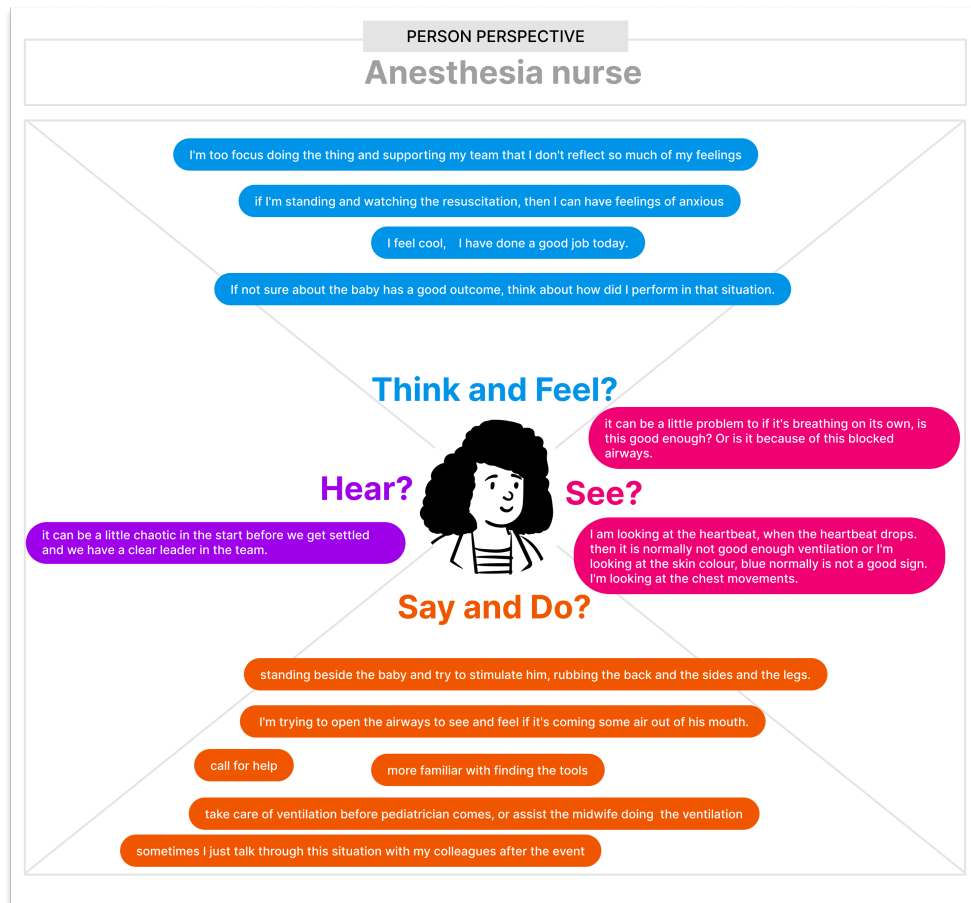 PERSON PERSPECTIVE
Anesthesia nurse
I'm too focus doing the thing and supporting my team that I don't reflect so much of my feelings
if I'm standing and watching the resuscitation, then I can have feelings of anxious
I feel cool, I have done a good job today.
If not sure about the baby has a good outcome, think about how did I perform in that situation.
Think and Feel?
it can be a little problem to if it's breathing on its own, is
this good enough? Or is it because of this blocked
airways.
Hear?
See?
it can be a little chaotic in the start before we get settled
and we have a clear leader in the team.
I am looking at the heartbeat, when the heartbeat drops.
then it is normally not good enough ventilation or I'm
looking at the skin colour, blue normally is not a good sign.
I'm looking at the chest movements.
Say and Do?
standing beside the baby and try to stimulate him, rubbing the back and the sides and the legs.
I'm trying to open the airways to see and feel if it's coming some air out of his mouth.
call for help
more familiar with finding the tools
take care of ventilation before pediatrician comes, or assist the midwife doing the ventilation
sometimes I just talk through this situation with my colleagues after the event